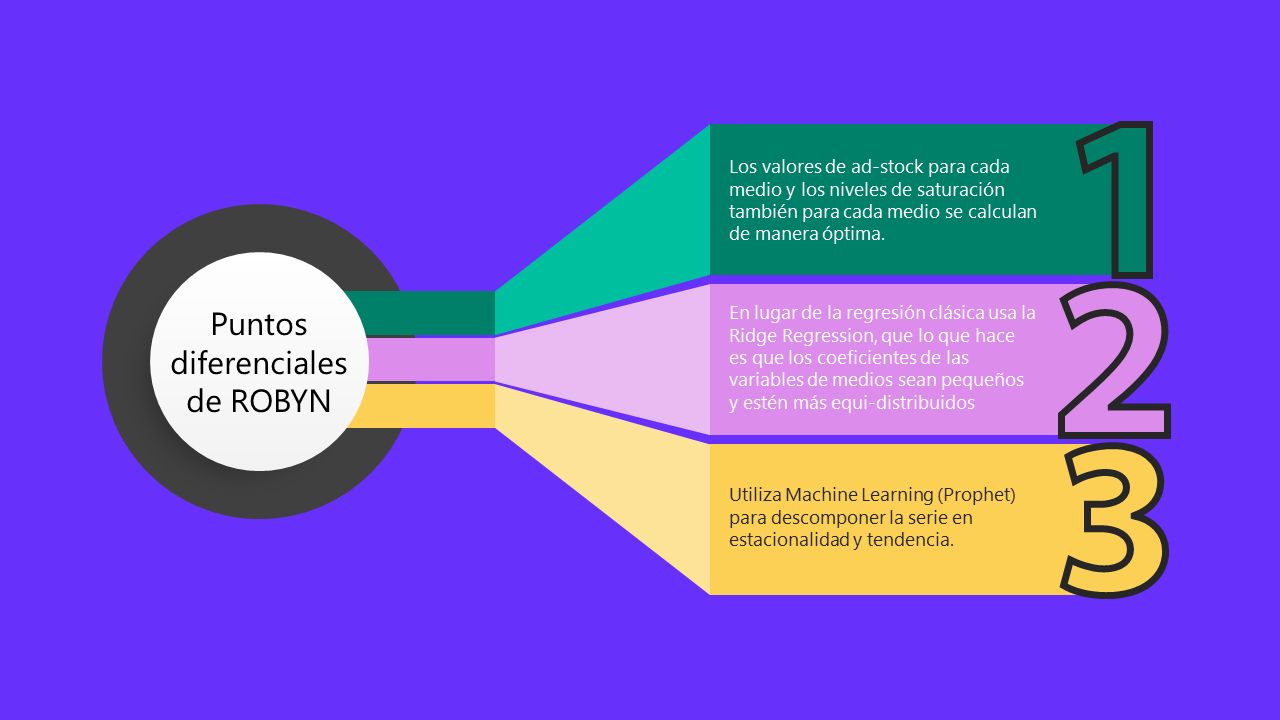 Puntos
diferenciales
de ROBYN
Los valores de ad-stock para cada
medio y los niveles de saturación
también para cada medio se calculan
de manera óptima.
1
En lugar de la regresión clásica usa la
Ridge Regression, que lo que hace
es que los coeficientes de las
variables de medios sean pequeños
y estén más equi-distribuidos
2
Utiliza Machine Learning (Prophet)
para descomponer la serie en
estacionalidad y tendencia.
3